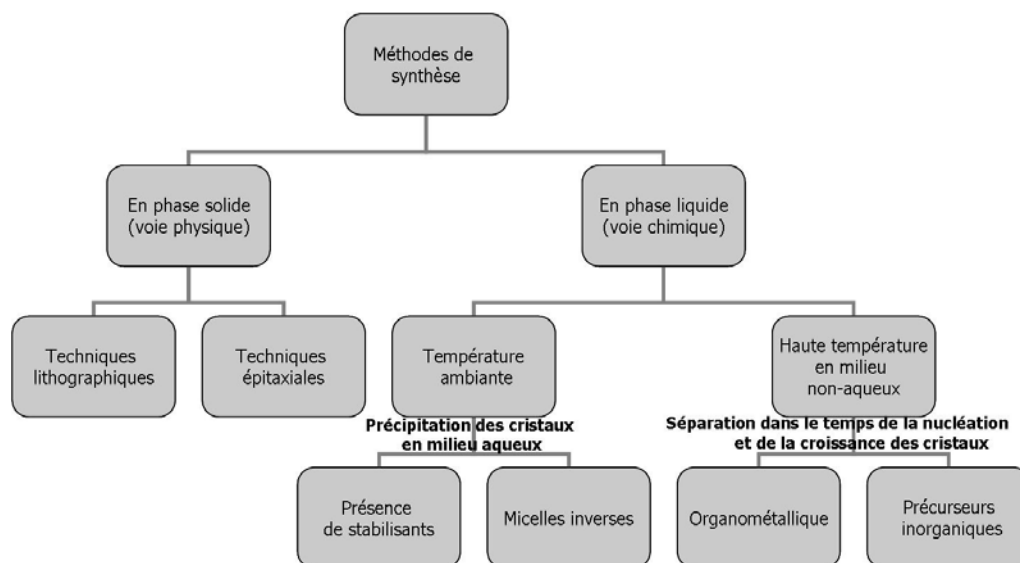 Méthodes de
synthèse
En phase solide
(voie physique)
En phase liquide
(voie chimique)
Techniques
lithographiques
Techniques
épitaxiales
Température
ambiante
Haute température
en milieu
non-aqueux
Précipitation des cristaux
en milieu aqueux
Séparation dans le temps de la nucléation
et de la croissance des cristaux
Présence
de stabilisants
Micelles inverses
Organométallique
Précurseurs
inorganiques